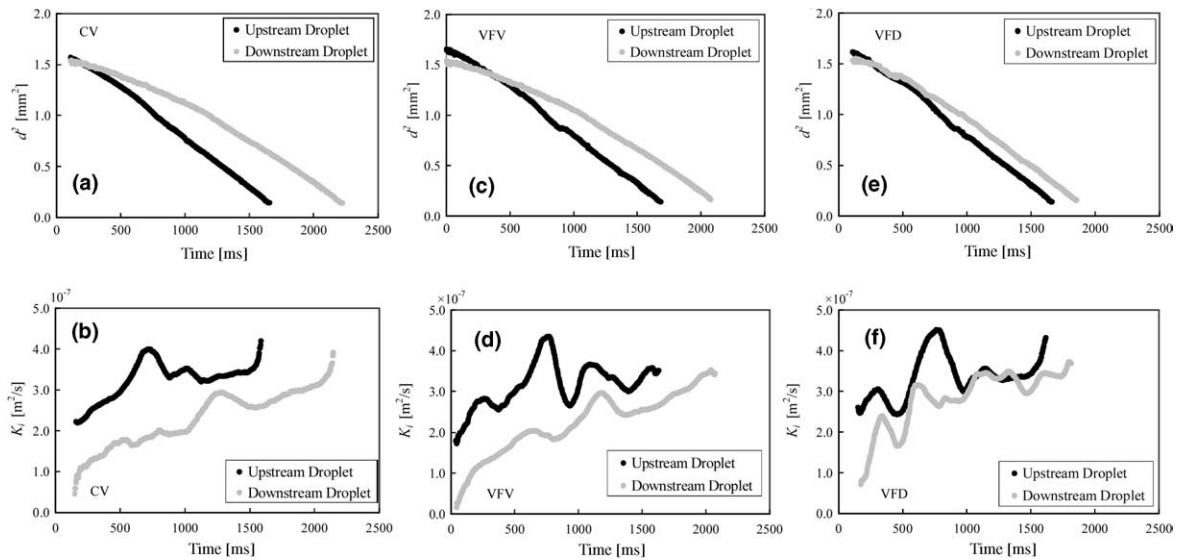 2.0
1.5
1.0
0.5
0.0
d² [mm²]
CV
Upstream Droplet
Downstream Droplet
(a)
0 500 1000 1500 2000 2500
Time [ms]
2.0
1.5
1.0
1.5
0.0
d² [mm²]
VFV
Upstream Droplet
Downstream Droplet
(c)
0 500 1000 1500 2000 2500
Time [ms]
2.0
1.5
1.0
1.5
0.0
d² [mm²]
VFD
Upstream Droplet
Downstream Droplet
(e)
0 500 1000 1500 2000 2500
Time [ms]
10⁻⁷
5.0
4.0
3.0
2.0
1.0
0.0
Kᵢ [m²/s]
(b)
Upstream Droplet
Downstream Droplet
CV
0 500 1000 1500 2000 2500
Time [ms]
×10⁻⁷
5.0
4.0
3.0
2.0
1.0
0.0
Kᵢ [m²/s]
(d)
Upstream Droplet
Downstream Droplet
VFV
0 500 1000 1500 2000 2500
Time [ms]
×10⁻⁷
5.0
4.0
3.0
2.0
1.0
0.0
Kᵢ [m²/s]
(f)
Upstream Droplet
Downstream Droplet
VFD
0 500 1000 1500 2000 2500
Time [ms]